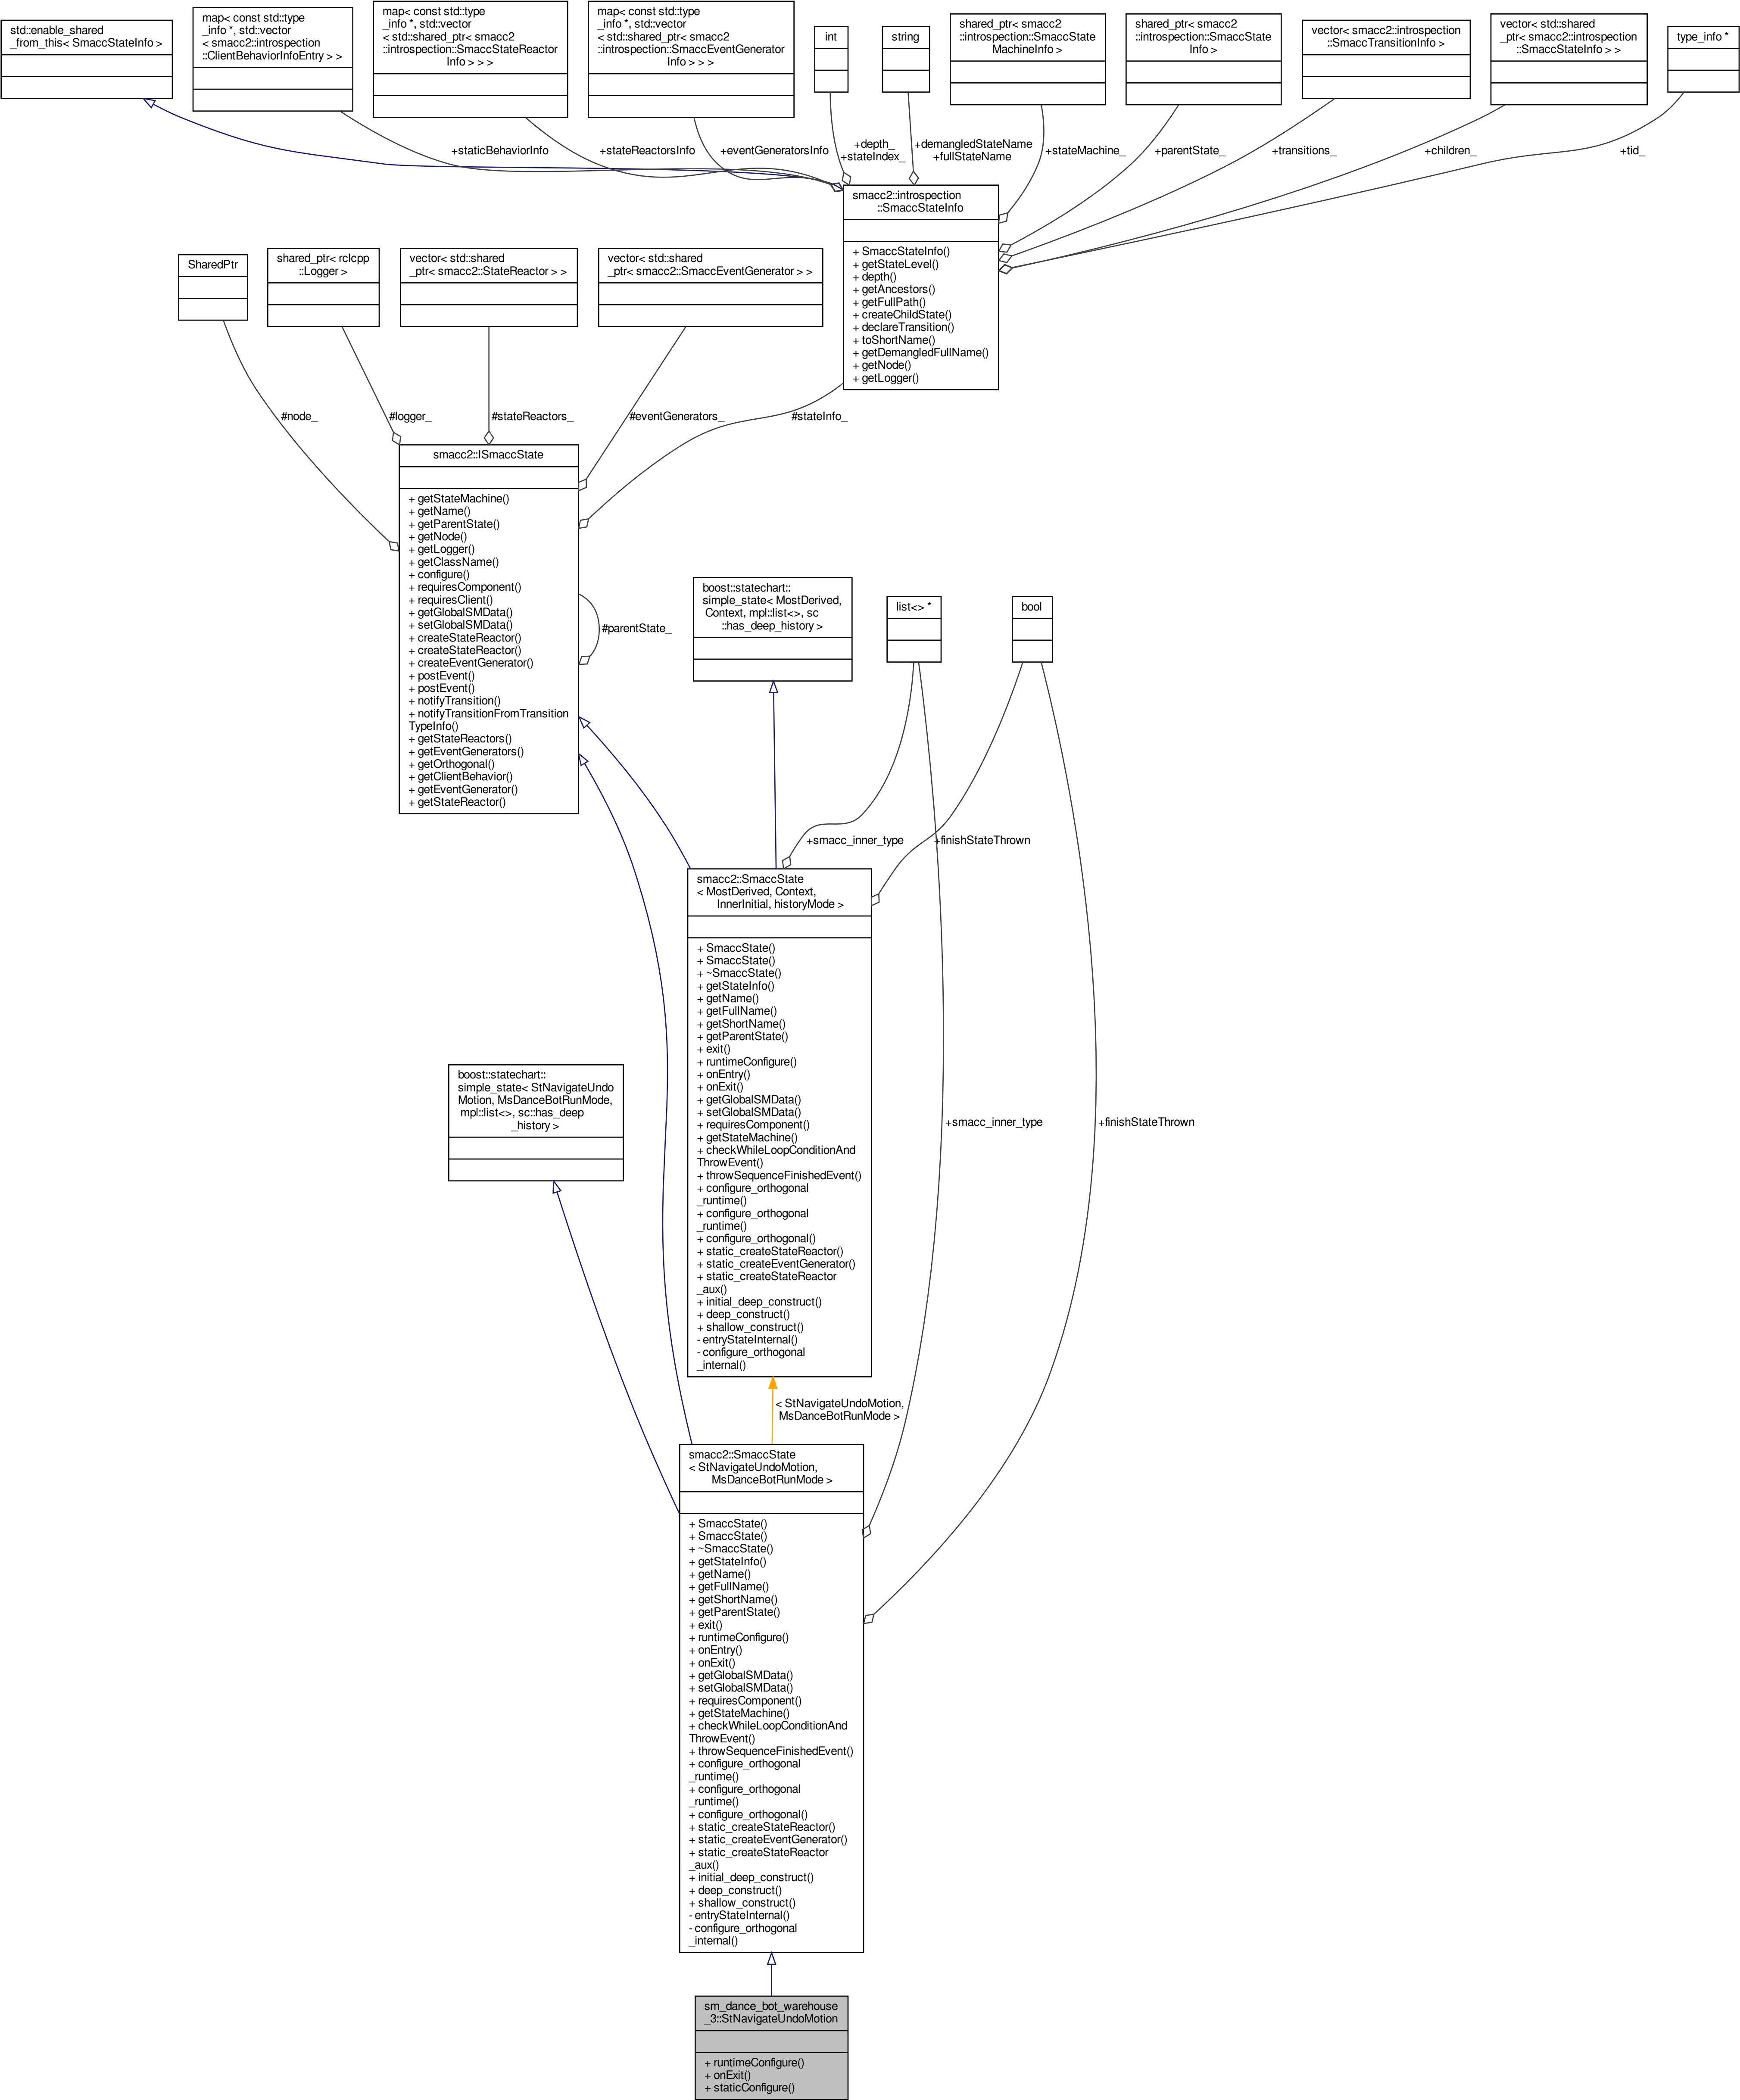 std::enable_shared
_from_this< SmaccStateInfo >
map< const std::type
_info *, std::vector
< smacc2::introspection
::ClientBehaviorInfoEntry > >
map< const std::type
_info *, std::vector
< std::shared_ptr< smacc2
::introspection::SmaccStateReactor
Info > > >
map< const std::type
_info *, std::vector
< std::shared_ptr< smacc2
::introspection::SmaccEventGenerator
Info > > >
int
string
shared_ptr< smacc2
::introspection::SmaccState
MachineInfo >
shared_ptr< smacc2
::introspection::SmaccState
Info >
vector< smacc2::introspection
::SmaccTransitionInfo >
vector< std::shared
_ptr< smacc2::introspection
::SmaccStateInfo > >
type_info *
+staticBehaviorInfo
+stateReactorsInfo
+eventGeneratorsInfo
+depth_
+stateIndex_
+demangledStateName
+fullStateName
+stateMachine_
+parentState_
+transitions_
+children_
+tid_
smacc2::introspection
::SmaccStateInfo
+ SmaccStateInfo()
+ getStateLevel()
+ depth()
+ getAncestors()
+ getFullPath()
+ createChildState()
+ declareTransition()
+ toShortName()
+ getDemangledFullName()
+ getNode()
+ getLogger()
SharedPtr
shared_ptr< rclcpp
::Logger >
vector< std::shared
_ptr< smacc2::StateReactor > >
vector< std::shared
_ptr< smacc2::SmaccEventGenerator > >
#node_
#logger_
#stateReactors_
#eventGenerators_
#stateInfo_
smacc2::ISmaccState
+ getStateMachine()
+ getName()
+ getParentState()
+ getNode()
+ getLogger()
+ getClassName()
+ configure()
+ requiresComponent()
+ requiresClient()
+ getGlobalSMData()
+ setGlobalSMData()
+ createStateReactor()
+ createStateReactor()
+ createEventGenerator()
+ postEvent()
+ postEvent()
+ notifyTransition()
+ notifyTransitionFromTransition
TypeInfo()
+ getStateReactors()
+ getEventGenerators()
+ getOrthogonal()
+ getClientBehavior()
+ getEventGenerator()
+ getStateReactor()
#parentState_
boost::statechart::
simple_state< MostDerived,
Context, mpl::list<>, sc
::has_deep_history >
list<> *
bool
+smacc_inner_type
+finishStateThrown
smacc2::SmaccState
< MostDerived, Context,
InnerInitial, historyMode >
+ SmaccState()
+ SmaccState()
+ ~SmaccState()
+ getStateInfo()
+ getName()
+ getFullName()
+ getShortName()
+ getParentState()
+ exit()
+ runtimeConfigure()
+ onEntry()
+ onExit()
+ getGlobalSMData()
+ setGlobalSMData()
+ requiresComponent()
+ getStateMachine()
+ checkWhileLoopConditionAnd
ThrowEvent()
+ throwSequenceFinishedEvent()
+ configure_orthogonal
_runtime()
+ configure_orthogonal
_runtime()
+ configure_orthogonal()
+ static_createStateReactor()
+ static_createEventGenerator()
+ static_createStateReactor
_aux()
+ initial_deep_construct()
+ deep_construct()
+ shallow_construct()
- entryStateInternal()
- configure_orthogonal
_internal()
boost::statechart::
simple_state< StNavigateUndo
Motion, MsDanceBotRunMode,
mpl::list<>, sc::has_deep
_history >
+smacc_inner_type
+finishStateThrown
< StNavigateUndoMotion,
MsDanceBotRunMode >
smacc2::SmaccState
< StNavigateUndoMotion,
MsDanceBotRunMode >
+ SmaccState()
+ SmaccState()
+ ~SmaccState()
+ getStateInfo()
+ getName()
+ getFullName()
+ getShortName()
+ getParentState()
+ exit()
+ runtimeConfigure()
+ onEntry()
+ onExit()
+ getGlobalSMData()
+ setGlobalSMData()
+ requiresComponent()
+ getStateMachine()
+ checkWhileLoopConditionAnd
ThrowEvent()
+ throwSequenceFinishedEvent()
+ configure_orthogonal
_runtime()
+ configure_orthogonal
_runtime()
+ configure_orthogonal()
+ static_createStateReactor()
+ static_createEventGenerator()
+ static_createStateReactor
_aux()
+ initial_deep_construct()
+ deep_construct()
+ shallow_construct()
- entryStateInternal()
- configure_orthogonal
_internal()
sm_dance_bot_warehouse
_3::StNavigateUndoMotion
+ runtimeConfigure()
+ onExit()
+ staticConfigure()